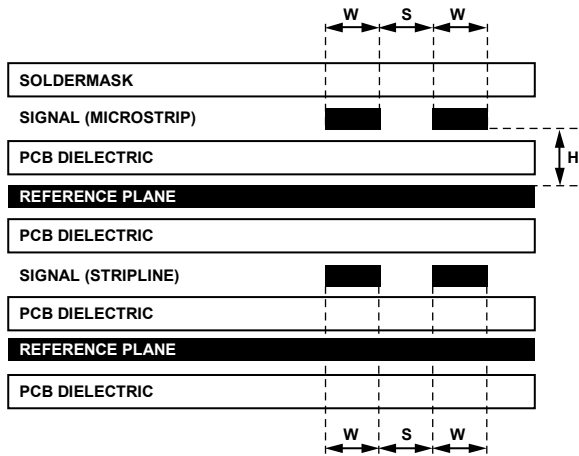 W S W
SOLDERMASK
SIGNAL (MICROSTRIP)
H
PCB DIELECTRIC
REFERENCE PLANE
PCB DIELECTRIC
SIGNAL (STRIPLINE)
PCB DIELECTRIC
REFERENCE PLANE
PCB DIELECTRIC
W S W